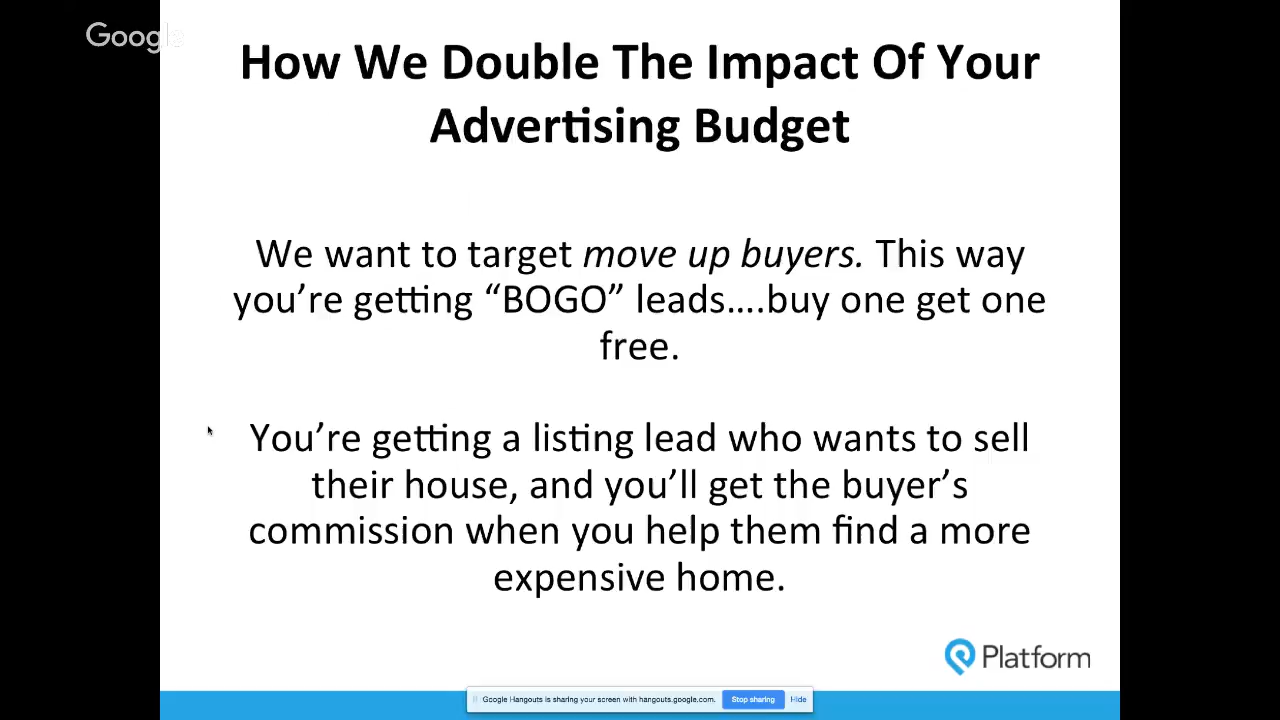 Google
How We Double The Impact Of Your
Advertising Budget
We want to target move up buyers. This way
you’re getting “BOGO” leads….buy one get one
free.
You’re getting a listing lead who wants to sell
their house, and you’ll get the buyer’s
commission when you help them find a more
expensive home.
Platform
Google Hangouts is sharing your screen with hangouts.google.com. Stop sharing Hide